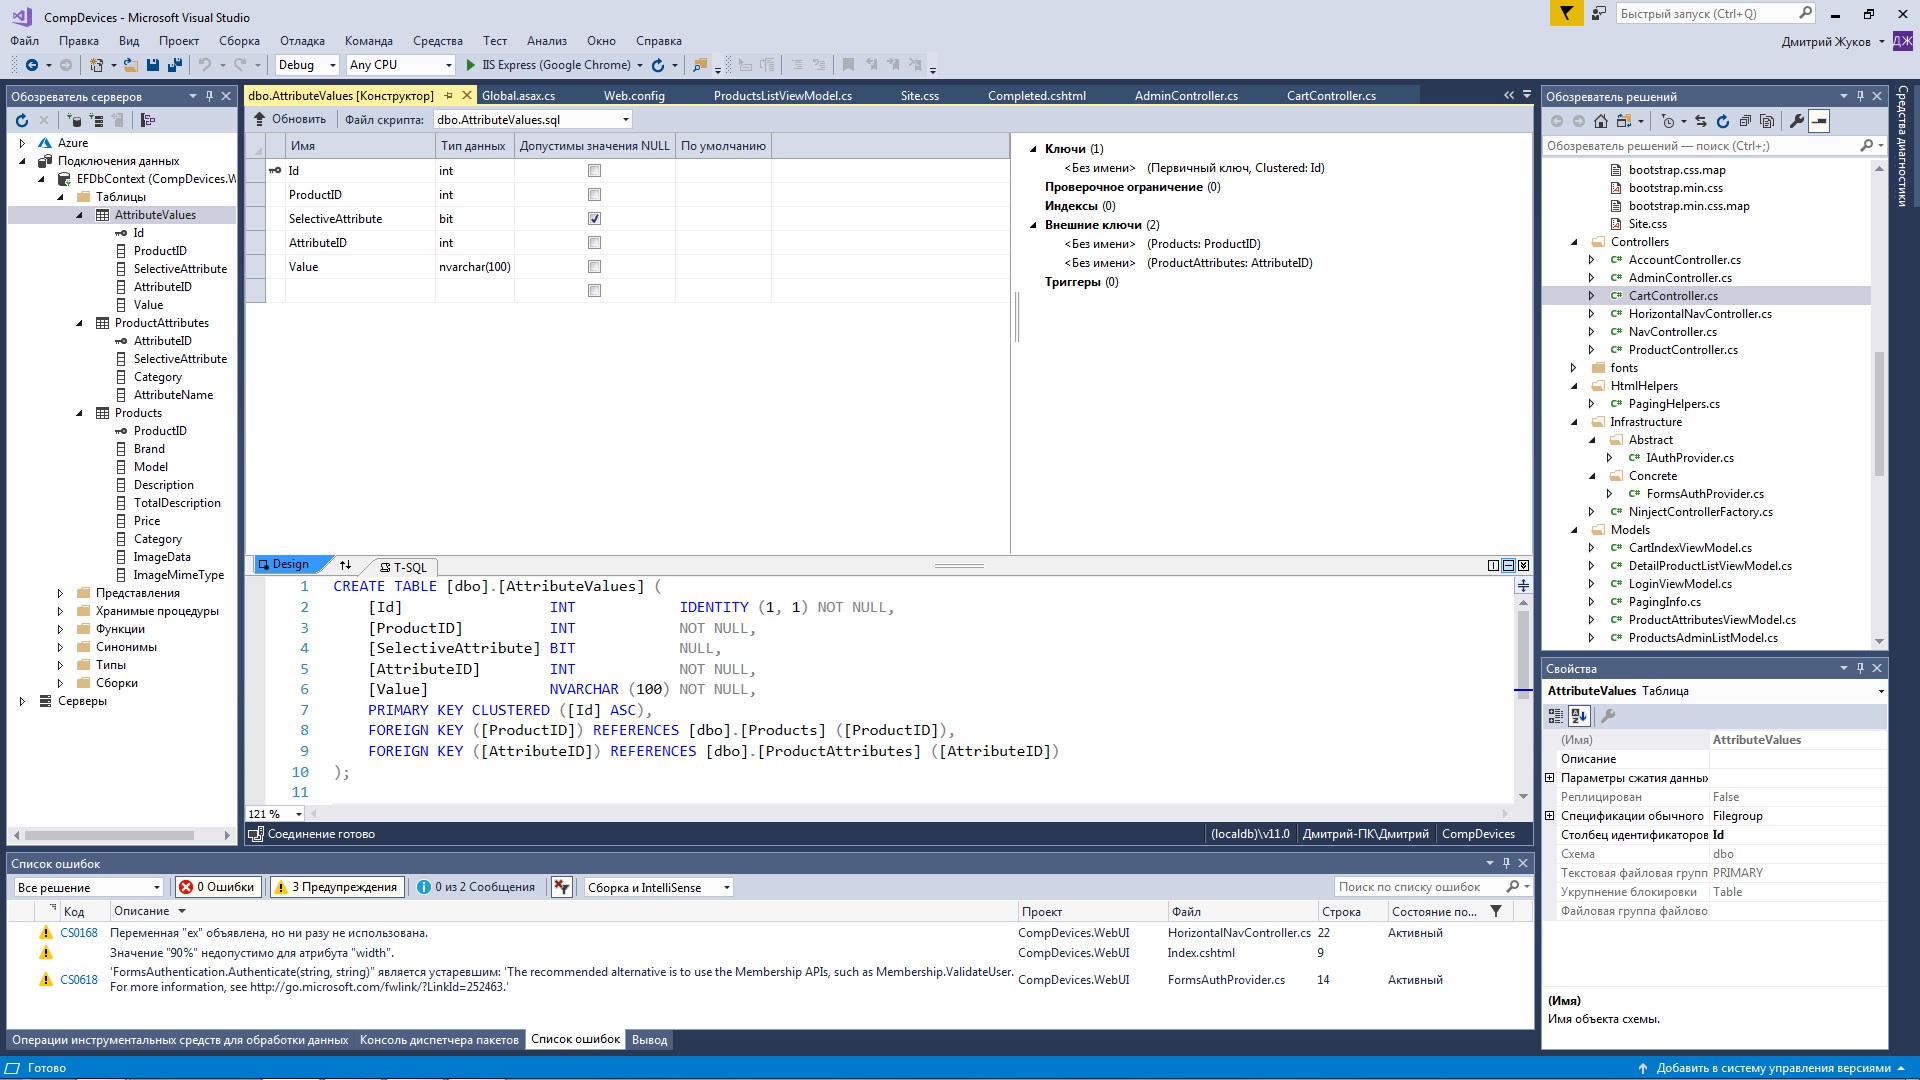 CompDevices - Microsoft Visual Studio
Быстрый запуск (Ctrl+Q)
Файл Правка Вид Проект Сборка Отладка Команда Средства Тест Анализ Окно Справка
Дмитрий Жуков ДЖ
Debug Any CPU IIS Express (Google Chrome)
Обозреватель серверов
Azure
Подключения данных
EFDbContext (CompDevices.W
Таблицы
AttributeValues
Id
ProductID
SelectiveAttribute
AttributeID
Value
ProductAttributes
AttributeID
SelectiveAttribute
Category
AttributeName
Products
ProductID
Brand
Model
Description
TotalDescription
Price
Category
ImageData
ImageMimeType
Представления
Хранимые процедуры
Функции
Синонимы
Типы
Сборки
Серверы
dbo.AttributeValues [Конструктор] Global.asax.cs Web.config ProductsListViewModel.cs Site.css Completed.cshtml AdminController.cs CartController.cs
Обновить Файл скрипта: dbo.AttributeValues.sql
Имя Тип данных Допустимы значения NULL По умолчанию
Id int
ProductID int
SelectiveAttribute bit
AttributeID int
Value nvarchar(100)
Ключи (1)
<Без имени> (Первичный ключ, Clustered: Id)
Проверочное ограничение (0)
Индексы (0)
Внешние ключи (2)
<Без имени> (Products: ProductID)
<Без имени> (ProductAttributes: AttributeID)
Триггеры (0)
Design T-SQL
1 CREATE TABLE [dbo].[AttributeValues] (
2 [Id] INT IDENTITY (1, 1) NOT NULL,
3 [ProductID] INT NOT NULL,
4 [SelectiveAttribute] BIT NULL,
5 [AttributeID] INT NOT NULL,
6 [Value] NVARCHAR (100) NOT NULL,
7 PRIMARY KEY CLUSTERED ([Id] ASC),
8 FOREIGN KEY ([ProductID]) REFERENCES [dbo].[Products] ([ProductID]),
9 FOREIGN KEY ([AttributeID]) REFERENCES [dbo].[ProductAttributes] ([AttributeID])
10 );
11
121 %
Соединение готово (localdb)\v11.0 Дмитрий-ПК\Дмитрий CompDevices
Обозреватель решений
Обозреватель решений — поиск (Ctrl+;)
bootstrap.css.map
bootstrap.min.css
bootstrap.min.css.map
Site.css
Controllers
AccountController.cs
AdminController.cs
CartController.cs
HorizontalNavController.cs
NavController.cs
ProductController.cs
fonts
HtmlHelpers
PagingHelpers.cs
Infrastructure
Abstract
IAuthProvider.cs
Concrete
FormsAuthProvider.cs
NinjectControllerFactory.cs
Models
CartIndexViewModel.cs
DetailProductListViewModel.cs
LoginViewModel.cs
PagingInfo.cs
ProductAttributesViewModel.cs
ProductsAdminListModel.cs
Средства диагностики
Свойства
AttributeValues Таблица
(Имя) AttributeValues
Описание
Параметры сжатия данных
Реплицирован False
Спецификации обычного Filegroup
Столбец идентификаторов Id
Схема dbo
Текстовая файловая групп PRIMARY
Укрупнение блокировки Table
Файловая группа файлово
(Имя)
Имя объекта схемы.
Список ошибок
Все решение 0 Ошибки 3 Предупреждения 0 из 2 Сообщения Сборка и IntelliSense Поиск по списку ошибок
Код Описание Проект Файл Строка Состояние по...
CS0168 Переменная "ex" объявлена, но ни разу не использована. CompDevices.WebUI HorizontalNavController.cs 22 Активный
Значение "90%" недопустимо для атрибута "width". CompDevices.WebUI Index.cshtml 9
CS0618 'FormsAuthentication.Authenticate(string, string)" является устаревшим: 'The recommended alternative is to use the Membership APIs, such as Membership.ValidateUser. CompDevices.WebUI FormsAuthProvider.cs 14 Активный
For more information, see http://go.microsoft.com/fwlink/?LinkId=252463.'
Операции инструментальных средств для обработки данных Консоль диспетчера пакетов Список ошибок Вывод
Готово Добавить в систему управления версиями